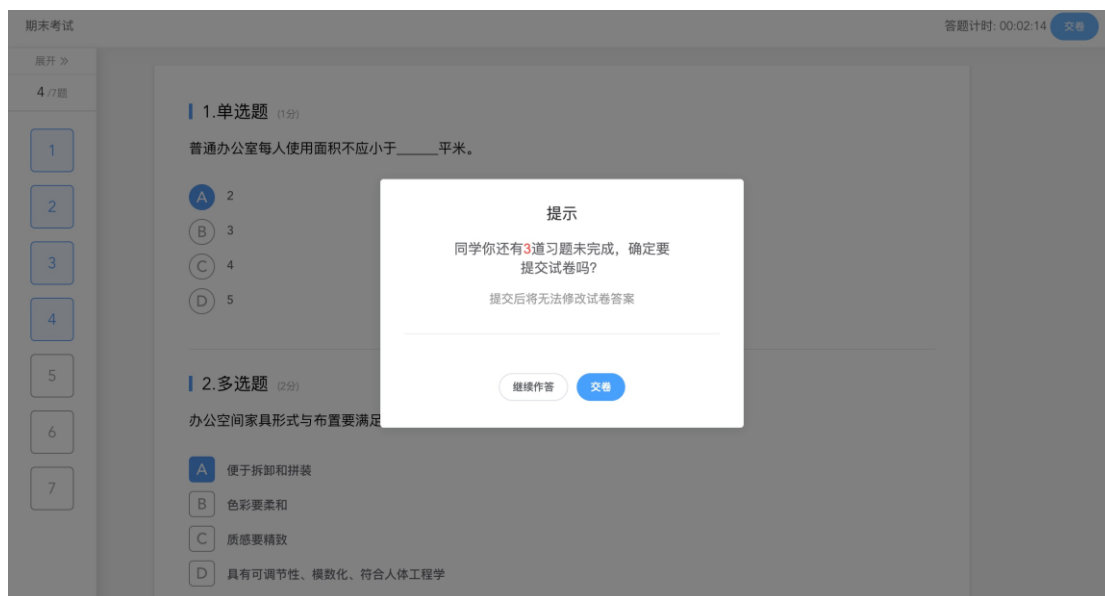 期末考试
答题计时: 00:02:14 交卷
展开 »
4 /7题
1
2
3
4
5
6
7
1.单选题 (1分)
普通办公室每人使用面积不应小于______平米。
A 2
B 3
C 4
D 5
2.多选题 (2分)
办公空间家具形式与布置要满足
A 便于拆卸和拼装
B 色彩要柔和
C 质感要精致
D 具有可调节性、模数化、符合人体工程学
提示
同学你还有3道习题未完成，确定要
提交试卷吗?
提交后将无法修改试卷答案
继续作答 交卷